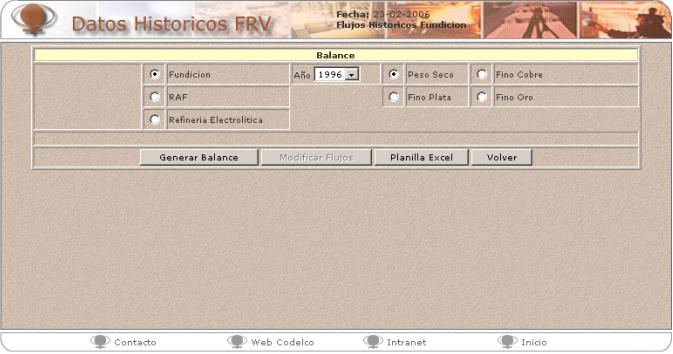 Datos Historicos FRV
Fecha: 23-02-2006
Flujos Historicos Fundicion
Balance
Fundicion Año 1996 Peso Seco Fino Cobre
RAF Fino Plata Fino Oro
Refineria Electrolitica
Generar Balance Modificar Flujos Planilla Excel Volver
Contacto Web Codelco Intranet Inicio